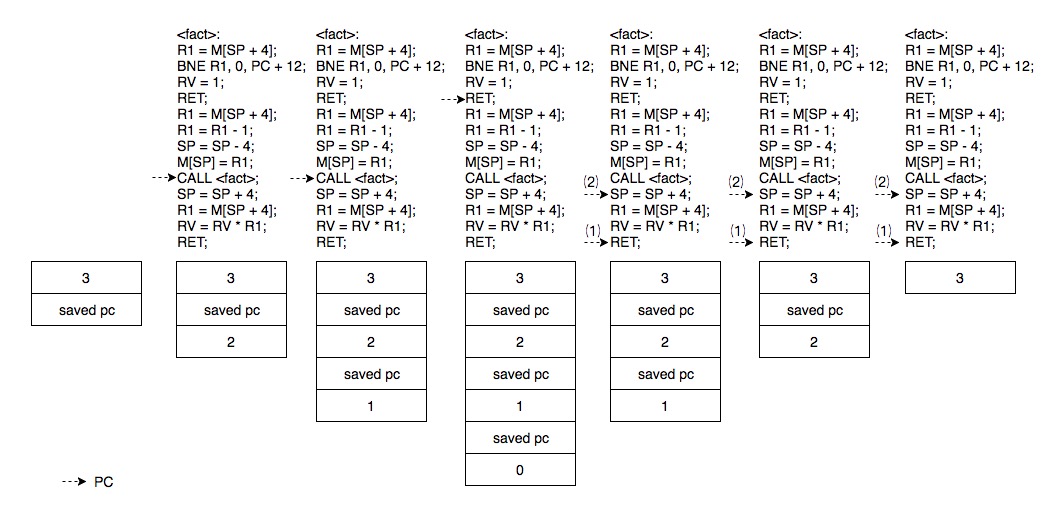 <fact>:
R1 = M[SP + 4];
BNE R1, 0, PC + 12;
RV = 1;
RET;
R1 = M[SP + 4];
R1 = R1 - 1;
SP = SP - 4;
M[SP] = R1;
CALL <fact>;
SP = SP + 4;
R1 = M[SP + 4];
RV = RV * R1;
RET;
<fact>:
R1 = M[SP + 4];
BNE R1, 0, PC + 12;
RV = 1;
RET;
R1 = M[SP + 4];
R1 = R1 - 1;
SP = SP - 4;
M[SP] = R1;
CALL <fact>;
SP = SP + 4;
R1 = M[SP + 4];
RV = RV * R1;
RET;
<fact>:
R1 = M[SP + 4];
BNE R1, 0, PC + 12;
RV = 1;
RET;
R1 = M[SP + 4];
R1 = R1 - 1;
SP = SP - 4;
M[SP] = R1;
CALL <fact>;
SP = SP + 4;
R1 = M[SP + 4];
RV = RV * R1;
RET;
<fact>:
R1 = M[SP + 4];
BNE R1, 0, PC + 12;
RV = 1;
RET;
R1 = M[SP + 4];
R1 = R1 - 1;
SP = SP - 4;
M[SP] = R1;
CALL <fact>;
(2) SP = SP + 4;
R1 = M[SP + 4];
RV = RV * R1;
(1) RET;
<fact>:
R1 = M[SP + 4];
BNE R1, 0, PC + 12;
RV = 1;
RET;
R1 = M[SP + 4];
R1 = R1 - 1;
SP = SP - 4;
M[SP] = R1;
CALL <fact>;
(2) SP = SP + 4;
R1 = M[SP + 4];
RV = RV * R1;
(1) RET;
<fact>:
R1 = M[SP + 4];
BNE R1, 0, PC + 12;
RV = 1;
RET;
R1 = M[SP + 4];
R1 = R1 - 1;
SP = SP - 4;
M[SP] = R1;
CALL <fact>;
(2) SP = SP + 4;
R1 = M[SP + 4];
RV = RV * R1;
(1) RET;
3
saved pc
3
saved pc
2
3
saved pc
2
saved pc
1
3
saved pc
2
saved pc
1
saved pc
0
3
saved pc
2
saved pc
1
3
saved pc
2
3
PC